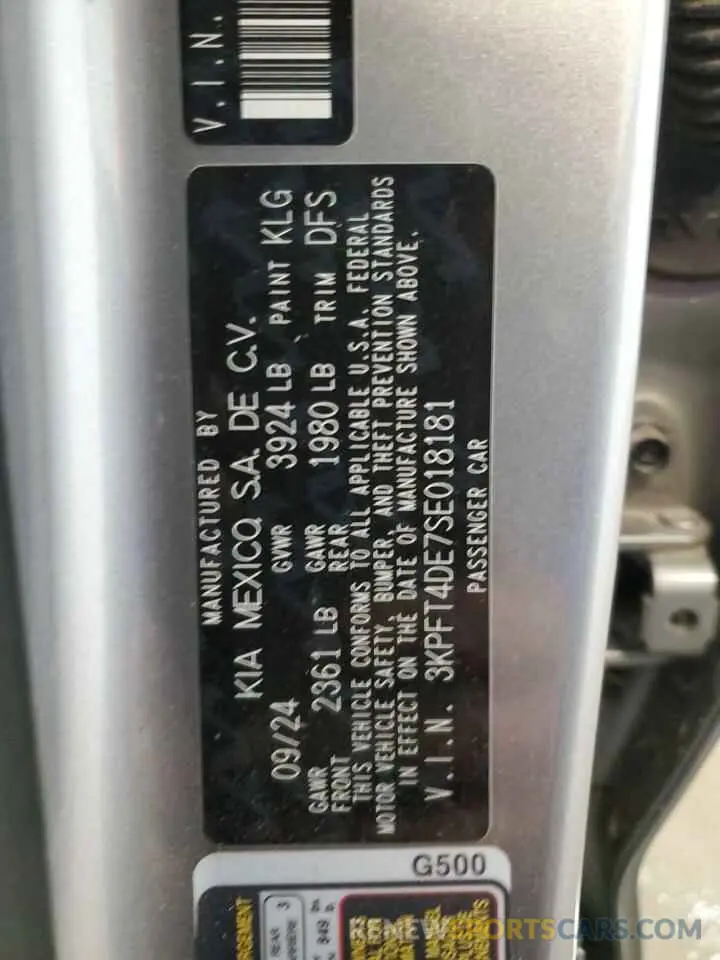 V.I.N.
MANUFACTURED BY
KIA MEXICO, S.A. DE C.V.
09/24 GVWR 3924 LB PAINT KLG
GAWR FRONT 2361 LB GAWR REAR 1980 LB TRIM DFS
THIS VEHICLE CONFORMS TO ALL APPLICABLE U.S.A. FEDERAL
MOTOR VEHICLE SAFETY, BUMPER, AND THEFT PREVENTION STANDARDS
IN EFFECT ON THE DATE OF MANUFACTURE SHOWN ABOVE.
V.I.N. 3KPFT4DE7SE018181
PASSENGER CAR
G500
REAR
3
RENEWSPORTSCARS.COM